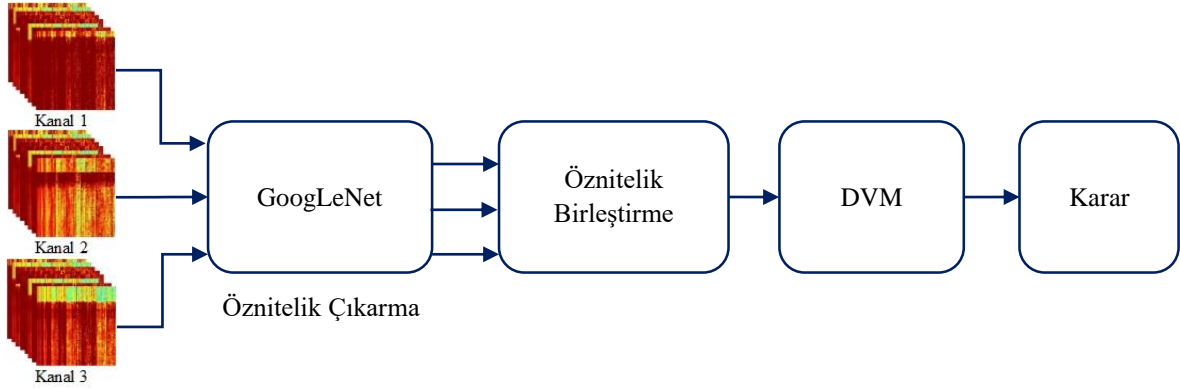 Kanal 1
Kanal 2
Kanal 3
GoogLeNet
Öznitelik Çıkarma
Öznitelik
Birleştirme
DVM
Karar